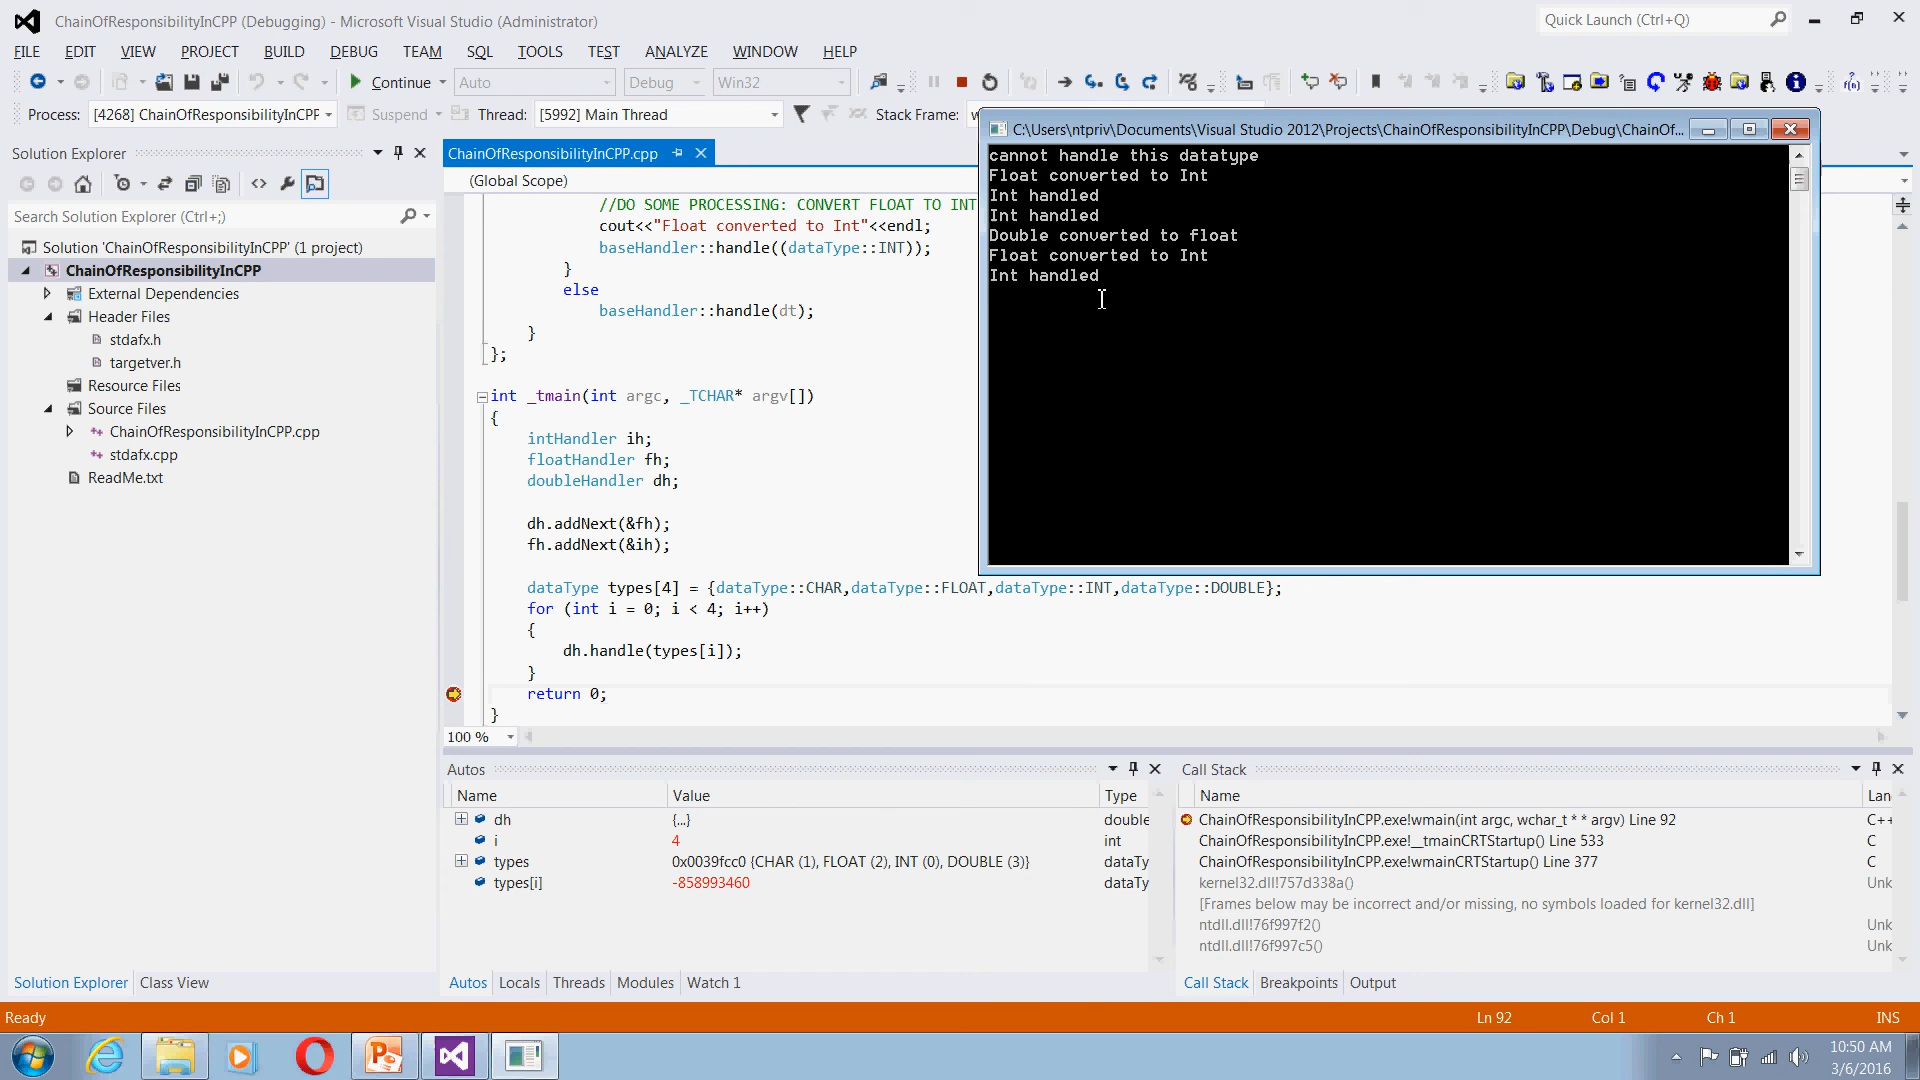 ChainOfResponsibilityInCPP (Debugging) - Microsoft Visual Studio (Administrator)
Quick Launch (Ctrl+Q)
FILE EDIT VIEW PROJECT BUILD DEBUG TEAM SQL TOOLS TEST ANALYZE WINDOW HELP
Continue Auto Debug Win32
Process: [4268] ChainOfResponsibilityInCPF Suspend Thread: [5992] Main Thread Stack Frame:
Solution Explorer
Search Solution Explorer (Ctrl+;)
Solution 'ChainOfResponsibilityInCPP' (1 project)
ChainOfResponsibilityInCPP
External Dependencies
Header Files
stdafx.h
targetver.h
Resource Files
Source Files
ChainOfResponsibilityInCPP.cpp
stdafx.cpp
ReadMe.txt
Solution Explorer Class View
ChainOfResponsibilityInCPP.cpp
(Global Scope)
//DO SOME PROCESSING: CONVERT FLOAT TO INT
cout<<"Float converted to Int"<<endl;
baseHandler::handle((dataType::INT));
}
else
baseHandler::handle(dt);
}
};
int _tmain(int argc, _TCHAR* argv[])
{
intHandler ih;
floatHandler fh;
doubleHandler dh;
dh.addNext(&fh);
fh.addNext(&ih);
dataType types[4] = {dataType::CHAR,dataType::FLOAT,dataType::INT,dataType::DOUBLE};
for (int i = 0; i < 4; i++)
{
dh.handle(types[i]);
}
return 0;
}
100 %
C:\Users\ntpriv\Documents\Visual Studio 2012\Projects\ChainOfResponsibilityInCPP\Debug\ChainOf...
cannot handle this datatype
Float converted to Int
Int handled
Int handled
Double converted to float
Float converted to Int
Int handled
Autos
Name Value Type
dh {...} double
i 4 int
types 0x0039fcc0 {CHAR (1), FLOAT (2), INT (0), DOUBLE (3)} dataTy
types[i] -858993460 dataTy
Autos Locals Threads Modules Watch 1
Call Stack
Name Lan
ChainOfResponsibilityInCPP.exe!wmain(int argc, wchar_t * * argv) Line 92 C++
ChainOfResponsibilityInCPP.exe!__tmainCRTStartup() Line 533 C
ChainOfResponsibilityInCPP.exe!wmainCRTStartup() Line 377 C
kernel32.dll!757d338a() Unk
[Frames below may be incorrect and/or missing, no symbols loaded for kernel32.dll]
ntdll.dll!76f997f2() Unk
ntdll.dll!76f997c5() Unk
Call Stack Breakpoints Output
Ready Ln 92 Col 1 Ch 1 INS
10:50 AM
3/6/2016